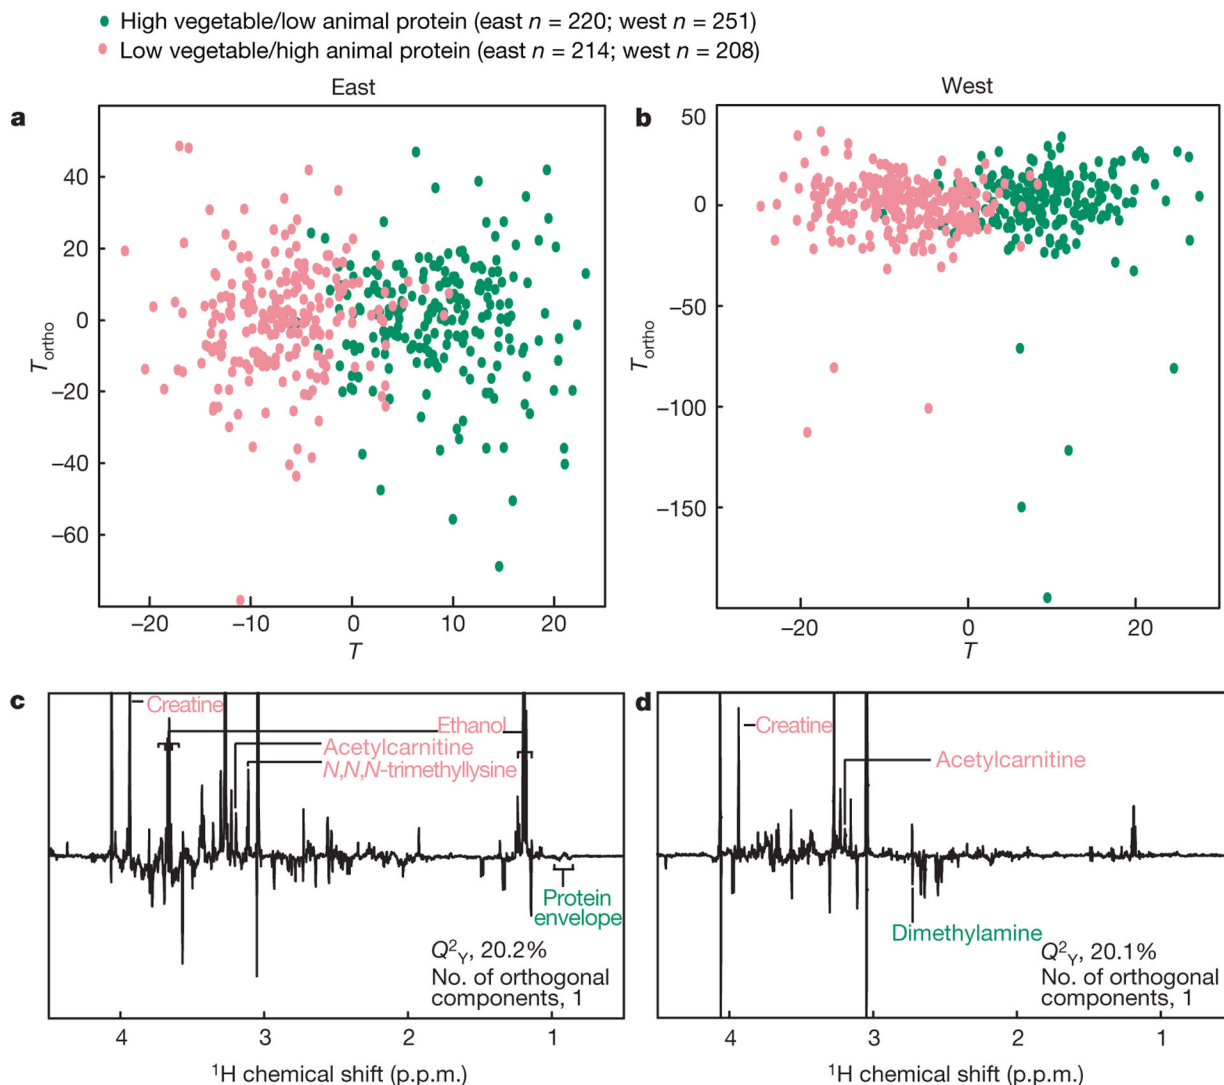 High vegetable/low animal protein (east n = 220; west n = 251)
Low vegetable/high animal protein (east n = 214; west n = 208)
a
East
T_ortho
40
20
0
−20
−40
−60
−20
−10
0
10
20
T
b
West
T_ortho
50
0
−50
−100
−150
−20
0
20
T
c
Creatine
Ethanol
Acetylcarnitine
N,N,N-trimethyllysine
Protein
envelope
Q²Y, 20.2%
No. of orthogonal
components, 1
4
3
2
1
¹H chemical shift (p.p.m.)
d
Creatine
Acetylcarnitine
Dimethylamine
Q²Y, 20.1%
No. of orthogonal
components, 1
4
3
2
1
¹H chemical shift (p.p.m.)